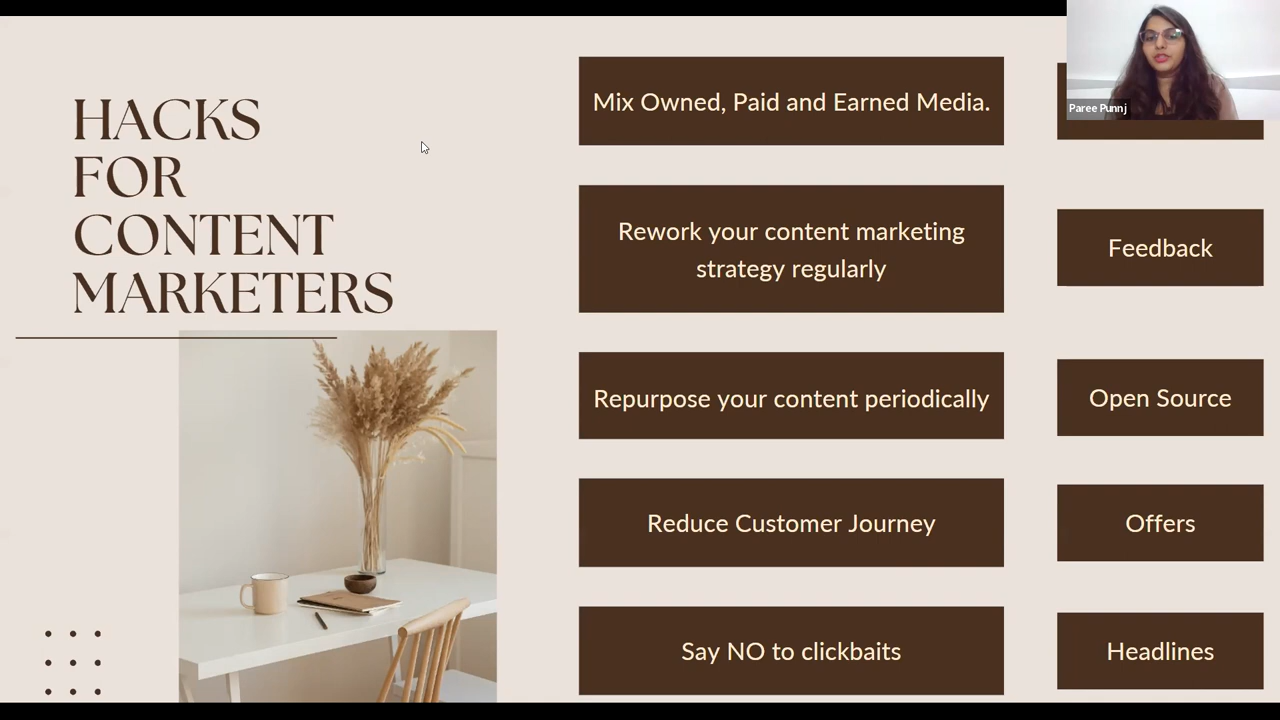 HACKS
FOR
CONTENT
MARKETERS
Mix Owned, Paid and Earned Media.
Rework your content marketing
strategy regularly
Repurpose your content periodically
Reduce Customer Journey
Say NO to clickbaits
Paree Punnj
Feedback
Open Source
Offers
Headlines